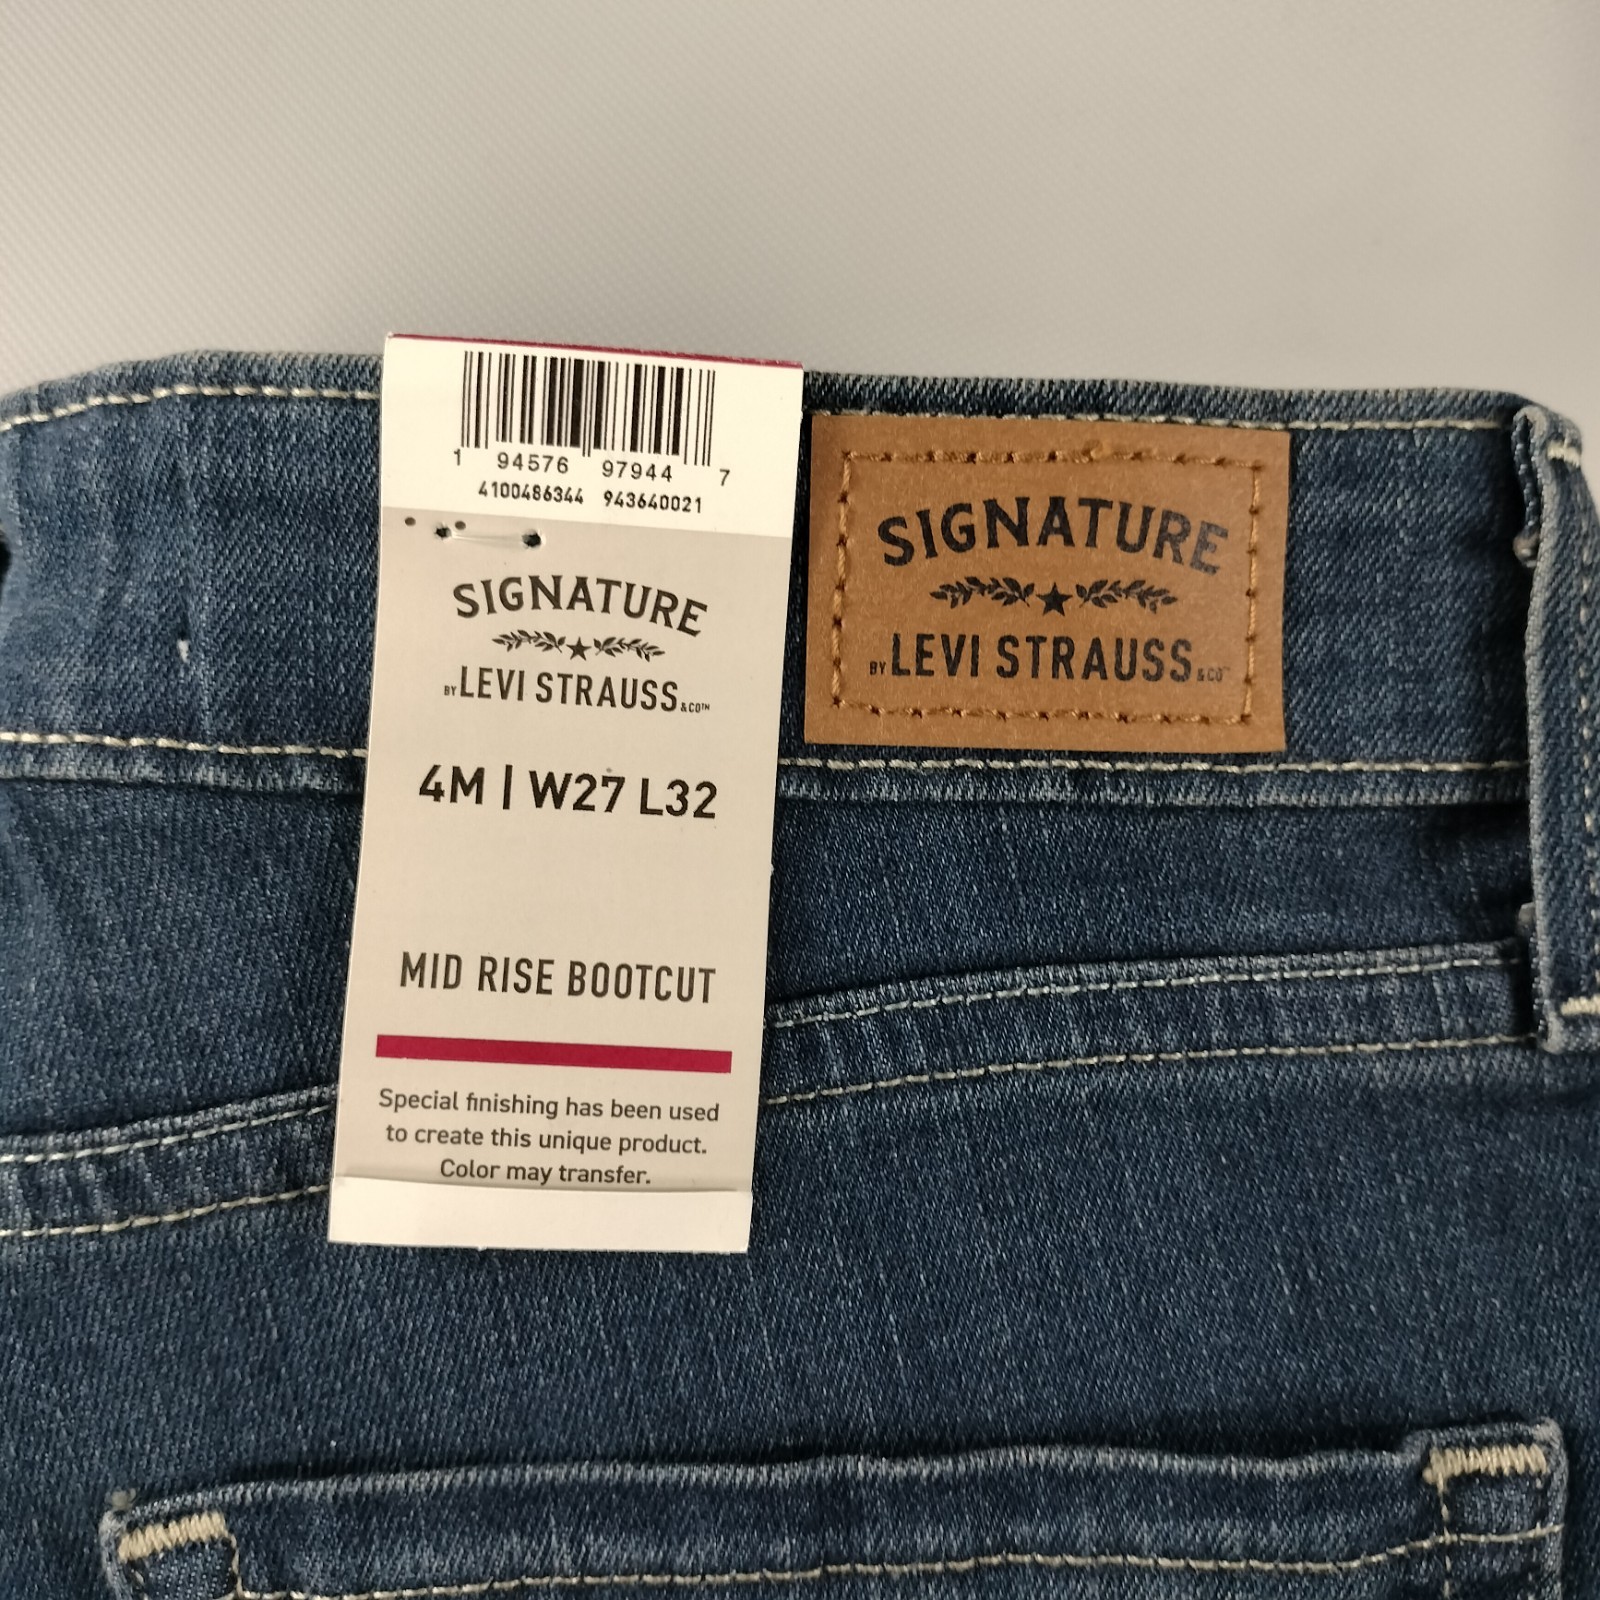 1 94576 97944 7
4100486344 943640021
SIGNATURE
BY LEVI STRAUSS & CO™
4M | W27 L32
MID RISE BOOTCUT
Special finishing has been used
to create this unique product.
Color may transfer.
SIGNATURE
BY LEVI STRAUSS & CO™